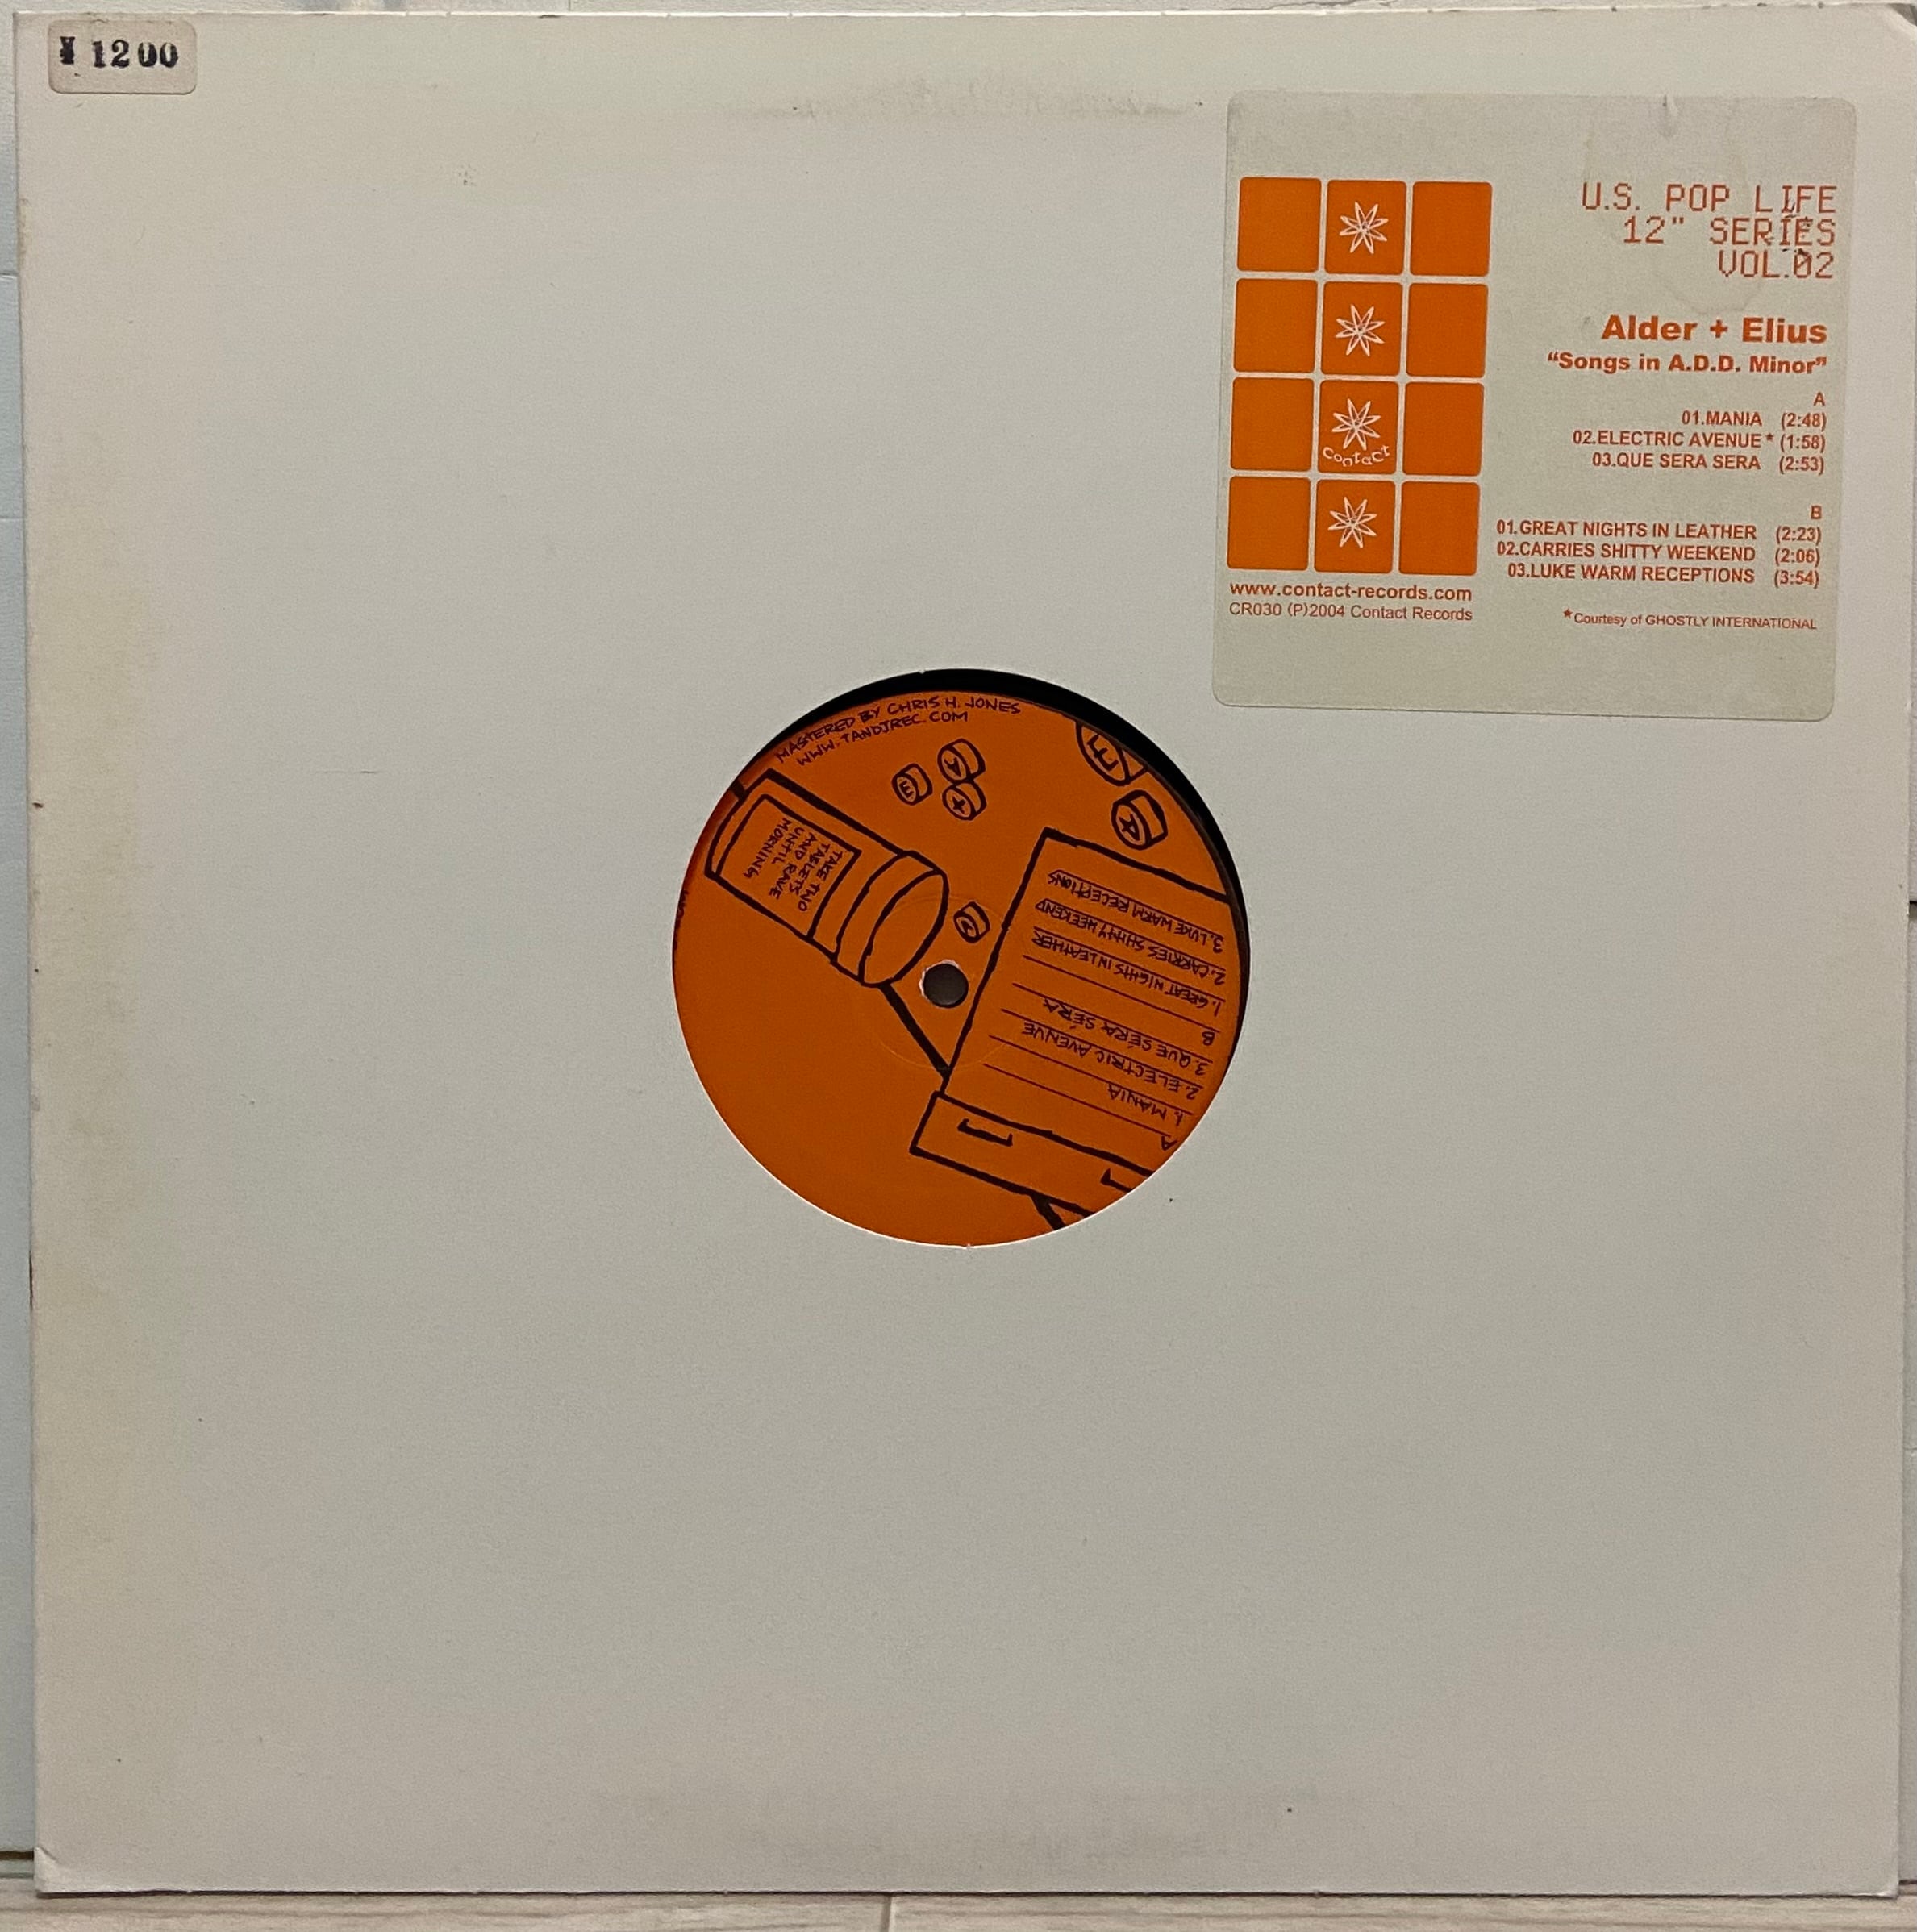 ¥ 1200
U.S. POP LIFE
12" SERIES
VOL.02
Alder + Elius
“Songs in A.D.D. Minor”
A
01.MANIA (2:48)
02.ELECTRIC AVENUE * (1:58)
03.QUE SERA SERA (2:53)
B
01.GREAT NIGHTS IN LEATHER (2:23)
02.CARRIES SHITTY WEEKEND (2:06)
03.LUKE WARM RECEPTIONS (3:54)
*Courtesy of GHOSTLY INTERNATIONAL
contact
www.contact-records.com
CR030 (P)2004 Contact Records
MASTERED BY CHRIS H. JONES
WWW.TANDJREC.COM
E
A
+
E
A
TAKE TWO
TABLETS
AND RAVE
UNTIL
MORNING
A
1. MANIA
2. ELECTRIC AVENUE
3. QUE SÉRA SÉRA
B
1. GREAT NIGHTS IN LEATHER
2. CARRIES SHITTY WEEKEND
3. LUKE WARM RECEPTIONS